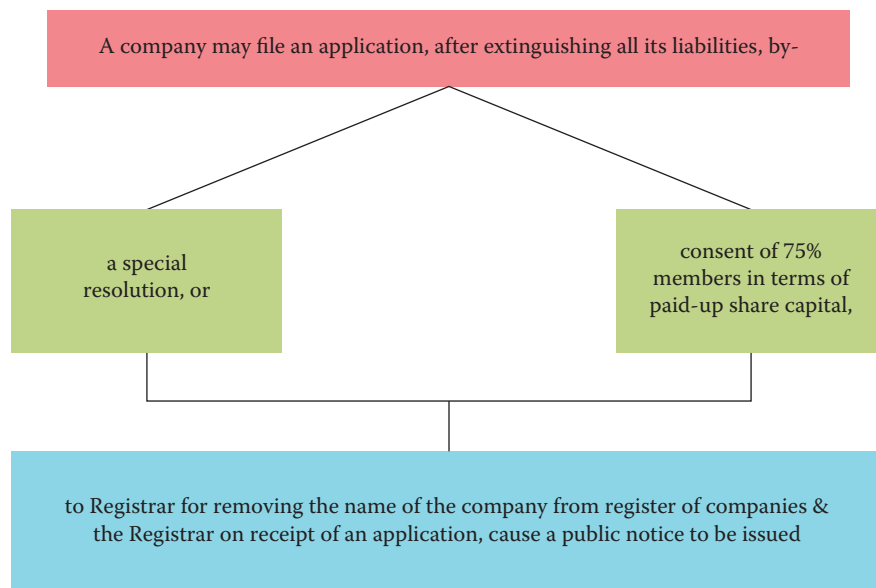 A company may file an application, after extinguishing all its liabilities, by-
a special
resolution, or
consent of 75%
members in terms of
paid-up share capital,
to Registrar for removing the name of the company from register of companies &
the Registrar on receipt of an application, cause a public notice to be issued